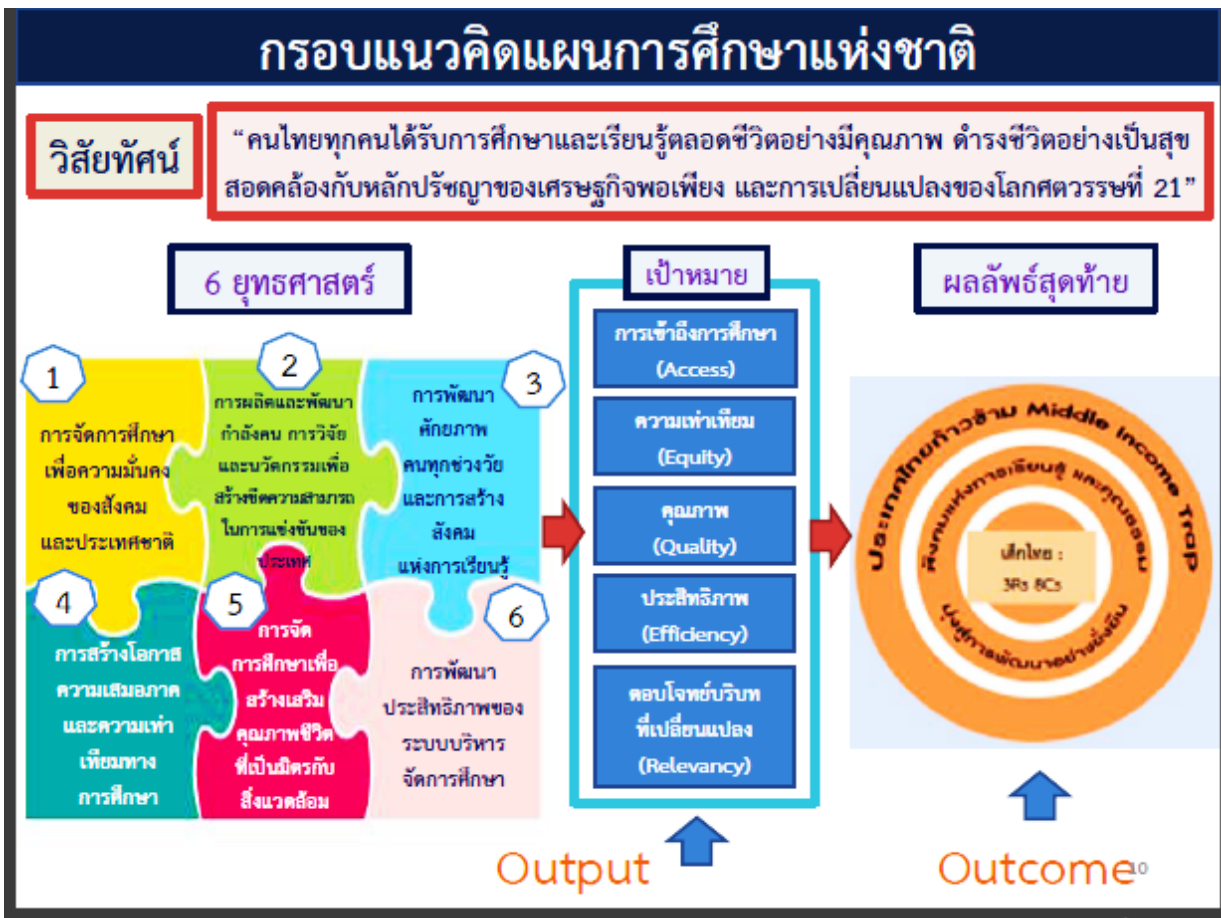 กรอบแนวคิดแผนการศึกษาแห่งชาติ
วิสัยทัศน์
“คนไทยทุกคนได้รับการศึกษาและเรียนรู้ตลอดชีวิตอย่างมีคุณภาพ ดำรงชีวิตอย่างเป็นสุข
สอดคล้องกับหลักปรัชญาของเศรษฐกิจพอเพียง และการเปลี่ยนแปลงของโลกศตวรรษที่ 21”
6 ยุทธศาสตร์
1
การจัดการศึกษา
เพื่อความมั่นคง
ของสังคม
และประเทศชาติ
2
การผลิตและพัฒนา
กำลังคน การวิจัย
และนวัตกรรมเพื่อ
สร้างขีดความสามารถ
ในการแข่งขันของ
ประเทศ
3
การพัฒนา
ศักยภาพ
คนทุกช่วงวัย
และการสร้าง
สังคม
แห่งการเรียนรู้
4
การสร้างโอกาส
ความเสมอภาค
และความเท่า
เทียมทาง
การศึกษา
5
การจัด
การศึกษาเพื่อ
สร้างเสริม
คุณภาพชีวิต
ที่เป็นมิตรกับ
สิ่งแวดล้อม
6
การพัฒนา
ประสิทธิภาพของ
ระบบบริหาร
จัดการศึกษา
เป้าหมาย
การเข้าถึงการศึกษา
(Access)
ความเท่าเทียม
(Equity)
คุณภาพ
(Quality)
ประสิทธิภาพ
(Efficiency)
ตอบโจทย์บริบท
ที่เปลี่ยนแปลง
(Relevancy)
Output
ผลลัพธ์สุดท้าย
ประเทศไทยก้าวข้าม Middle Income Trap
สังคมแห่งการเรียนรู้ และคุณธรรม
มุ่งสู่การพัฒนาอย่างยั่งยืน
เด็กไทย :
3Rs 8Cs
Outcome
10